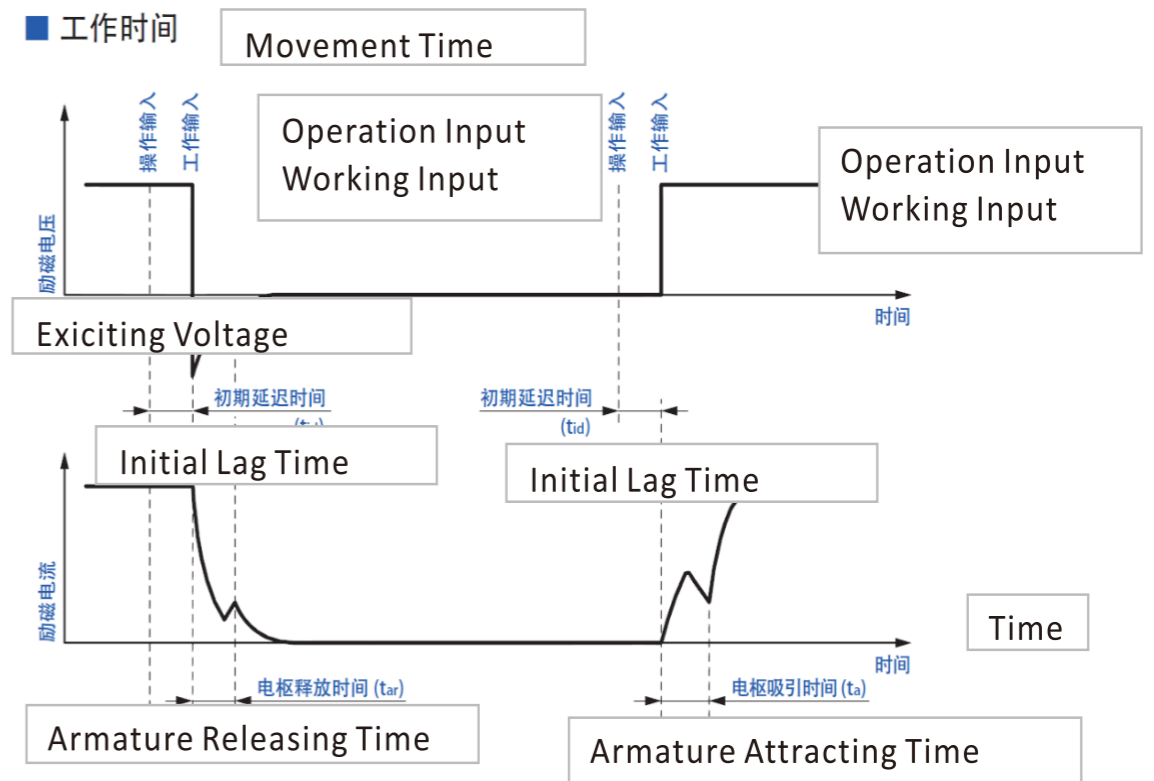 ■ 工作时间
Movement Time
操作输入
工作输入
Operation Input
Working Input
操作输入
工作输入
Operation Input
Working Input
励磁电压
时间
Exiciting Voltage
初期延迟时间
初期延迟时间
(tid)
Initial Lag Time
Initial Lag Time
励磁电流
Time
时间
电枢释放时间 (tar)
电枢吸引时间 (ta)
Armature Releasing Time
Armature Attracting Time